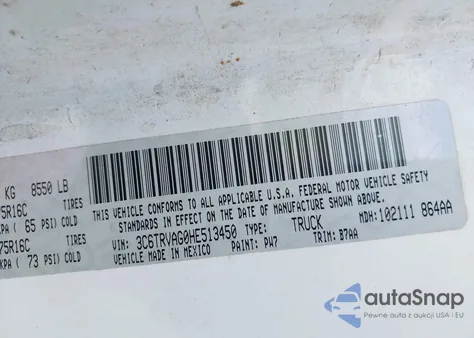 KG 8550 LB
5R16C TIRES
KPA ( 65 PSI) COLD
75R16C TIRES
KPA ( 73 PSI) COLD
THIS VEHICLE CONFORMS TO ALL APPLICABLE U.S.A. FEDERAL MOTOR VEHICLE SAFETY
STANDARDS IN EFFECT ON THE DATE OF MANUFACTURE SHOWN ABOVE.
VIN: 3C6TRVAG0HE513450 TYPE: TRUCK MDH: 102111 864AA
VEHICLE MADE IN MEXICO PAINT: PW7 TRIM: B7AA
autoSnap
Pewne auta z aukcji USA i EU